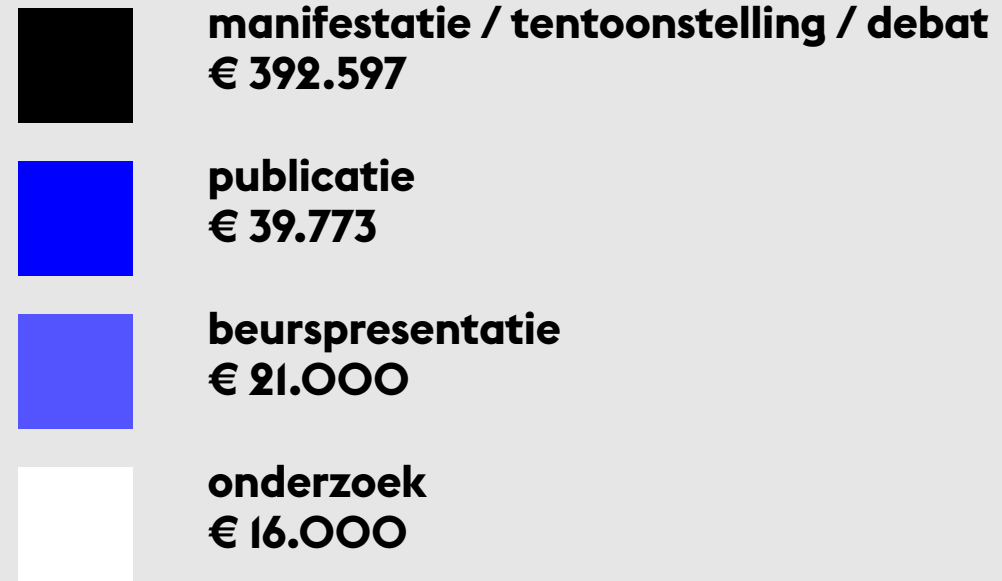 manifestatie / tentoonstelling / debat
€ 392.597
publicatie
€ 39.773
beurspresentatie
€ 21.000
onderzoek
€ 16.000